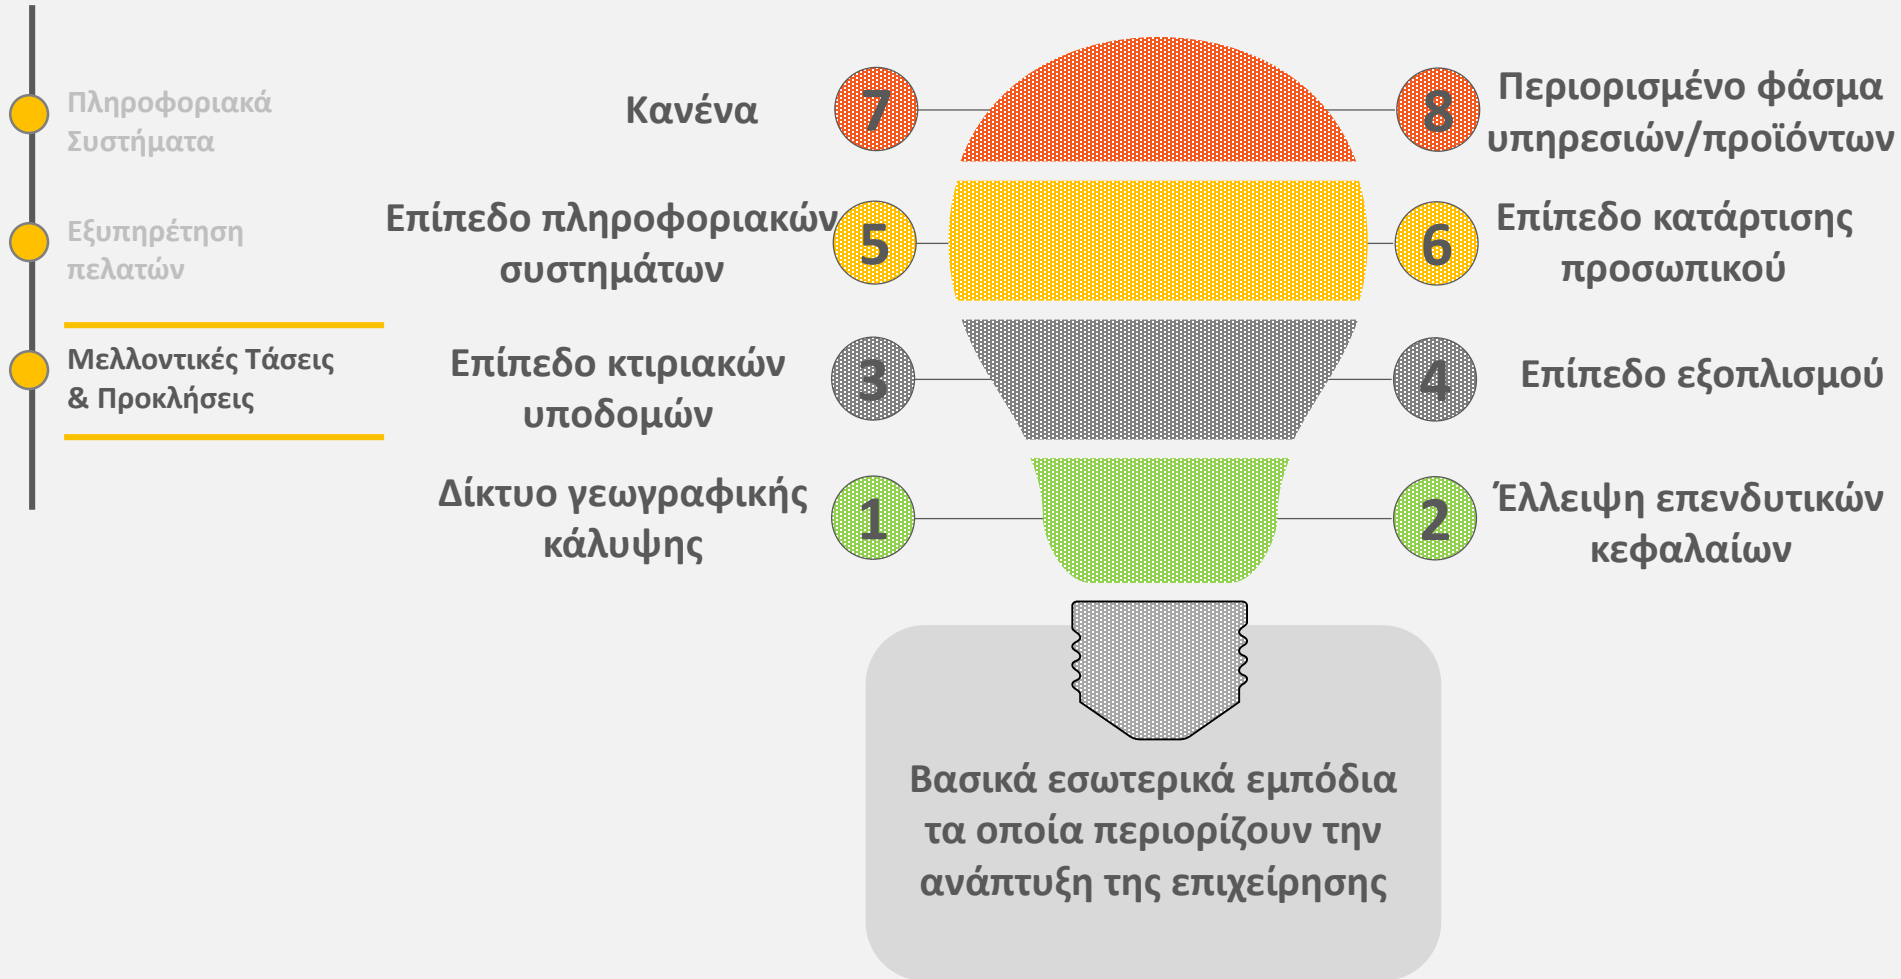 Πληροφοριακά
Συστήματα
Εξυπηρέτηση
πελατών
Μελλοντικές Τάσεις
& Προκλήσεις
Κανένα
7
8
Περιορισμένο φάσμα
υπηρεσιών/προϊόντων
Επίπεδο πληροφοριακών
συστημάτων
5
6
Επίπεδο κατάρτισης
προσωπικού
Επίπεδο κτιριακών
υποδομών
3
4
Επίπεδο εξοπλισμού
Δίκτυο γεωγραφικής
κάλυψης
1
2
Έλλειψη επενδυτικών
κεφαλαίων
Βασικά εσωτερικά εμπόδια
τα οποία περιορίζουν την
ανάπτυξη της επιχείρησης